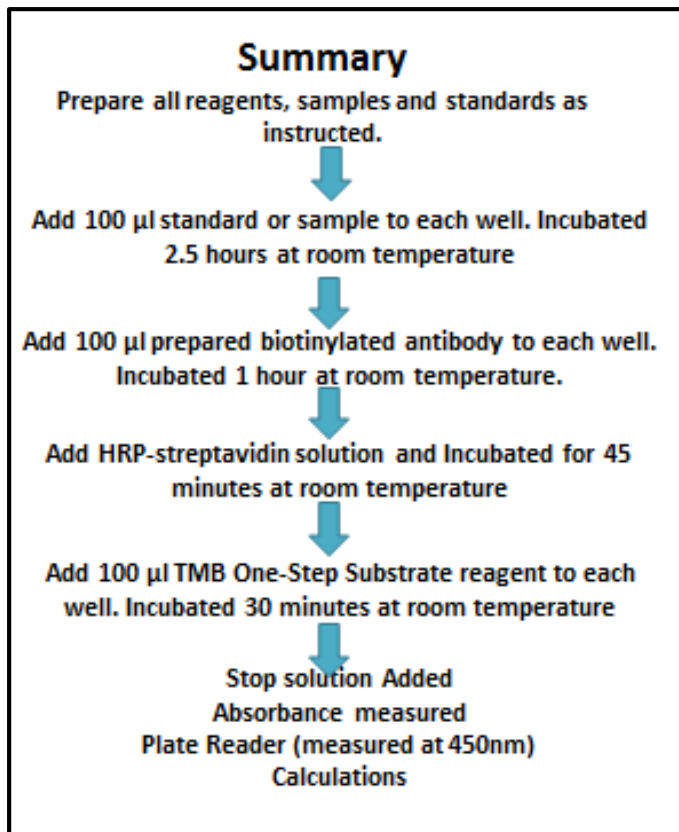 Summary
Prepare all reagents, samples and standards as
instructed.
Add 100 µl standard or sample to each well. Incubated
2.5 hours at room temperature
Add 100 µl prepared biotinylated antibody to each well.
Incubated 1 hour at room temperature.
Add HRP-streptavidin solution and Incubated for 45
minutes at room temperature
Add 100 µl TMB One-Step Substrate reagent to each
well. Incubated 30 minutes at room temperature
Stop solution Added
Absorbance measured
Plate Reader (measured at 450nm)
Calculations